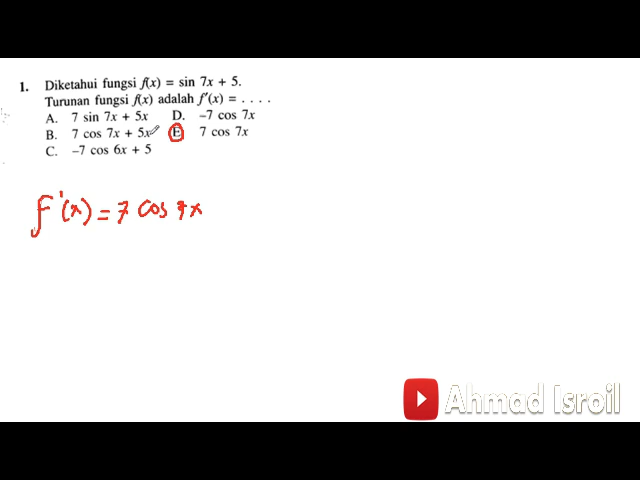 1. Diketahui fungsi f(x) = sin 7x + 5.
Turunan fungsi f(x) adalah f'(x) = . . . .
A. 7 sin 7x + 5x D. -7 cos 7x
B. 7 cos 7x + 5x E 7 cos 7x
C. -7 cos 6x + 5
f'(x) = 7 cos 7x
Ahmad Isroil